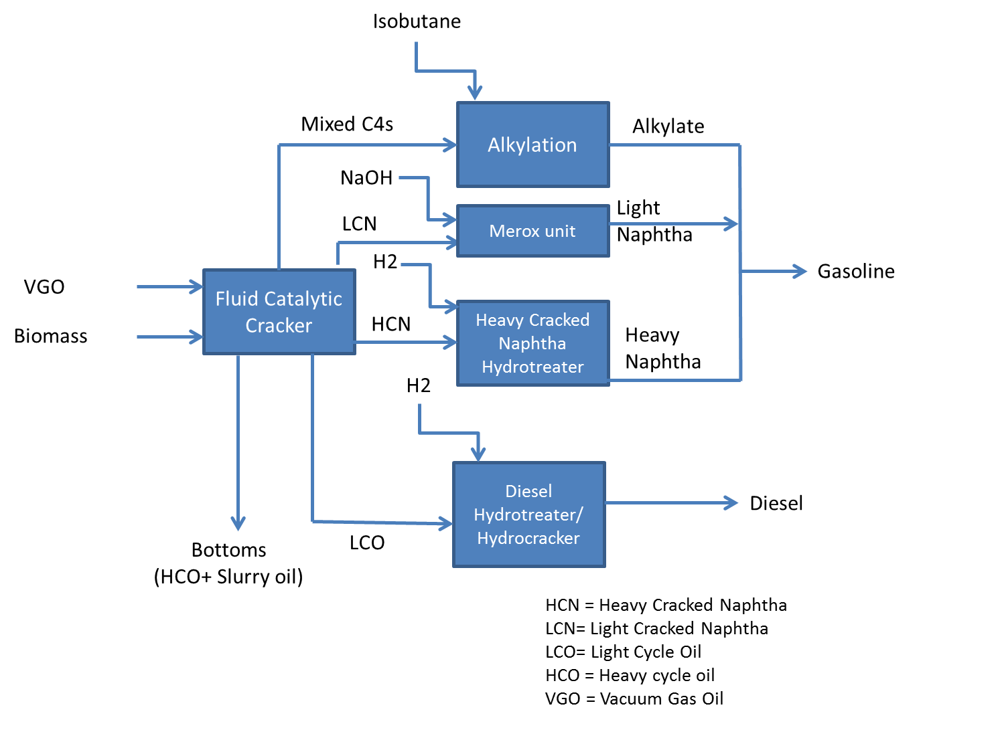 Isobutane
Mixed C4s
Alkylation
Alkylate
NaOH
LCN
Merox unit
Light
Naphtha
H2
VGO
Biomass
Fluid Catalytic
Cracker
HCN
Heavy Cracked
Naphtha
Hydrotreater
Heavy
Naphtha
Gasoline
H2
Diesel
Hydrotreater/
Hydrocracker
Diesel
LCO
Bottoms
(HCO+ Slurry oil)
HCN = Heavy Cracked Naphtha
LCN= Light Cracked Naphtha
LCO= Light Cycle Oil
HCO = Heavy cycle oil
VGO = Vacuum Gas Oil